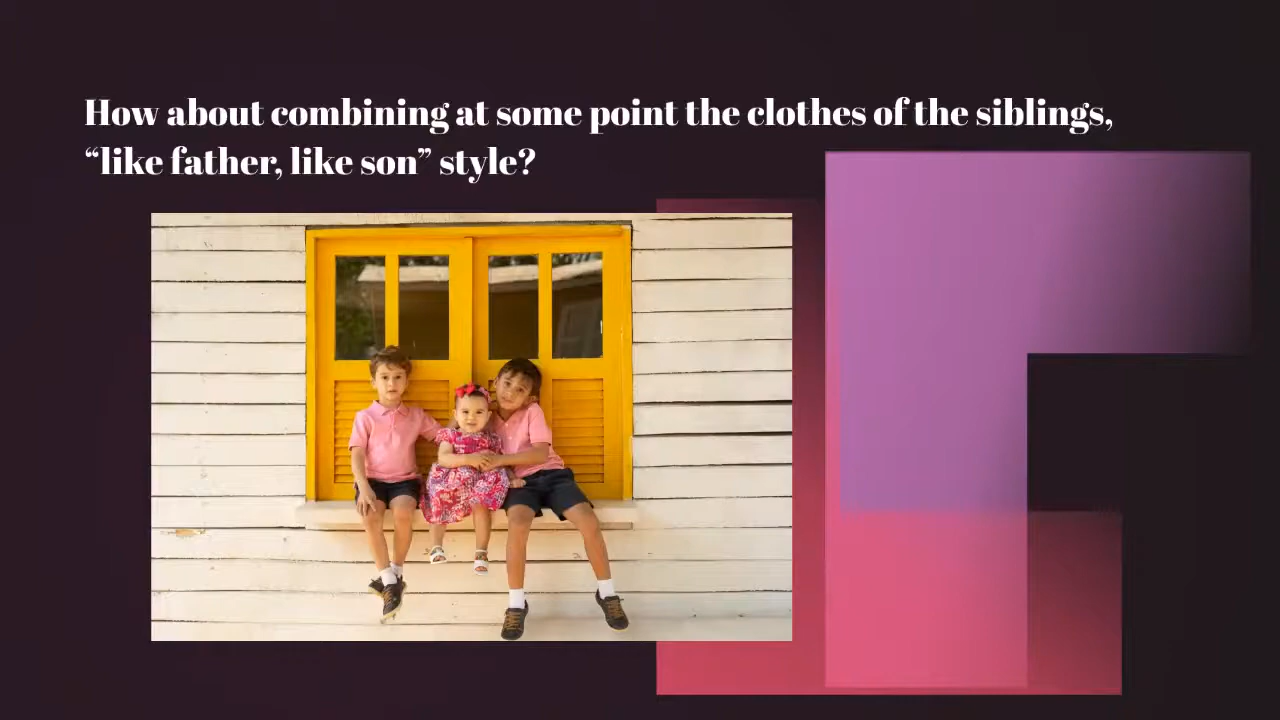 How about combining at some point the clothes of the siblings,
“like father, like son” style?